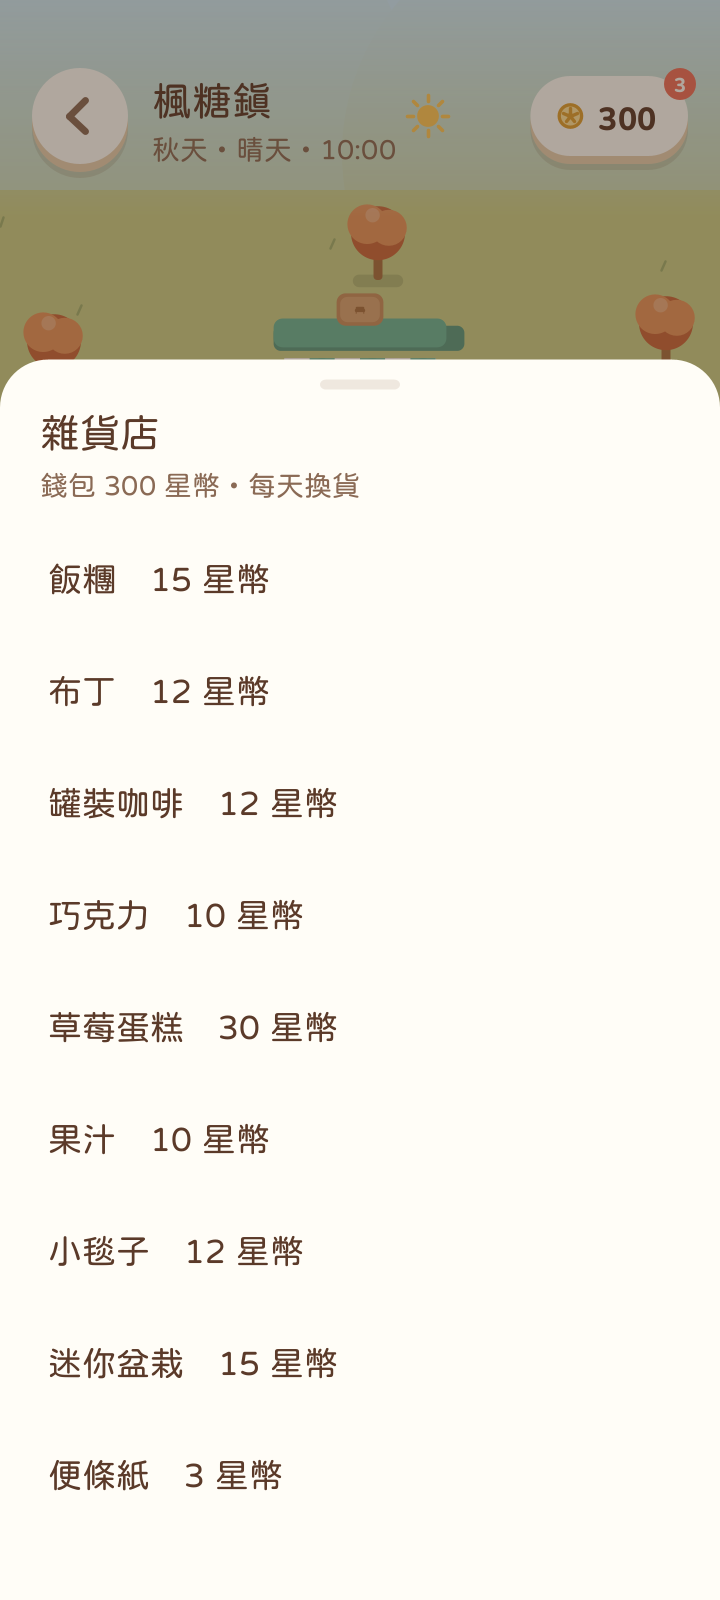 楓糖鎮
秋天・晴天・10:00
3
300
雜貨店
錢包 300 星幣・每天換貨
飯糰 15 星幣
布丁 12 星幣
罐裝咖啡 12 星幣
巧克力 10 星幣
草莓蛋糕 30 星幣
果汁 10 星幣
小毯子 12 星幣
迷你盆栽 15 星幣
便條紙 3 星幣